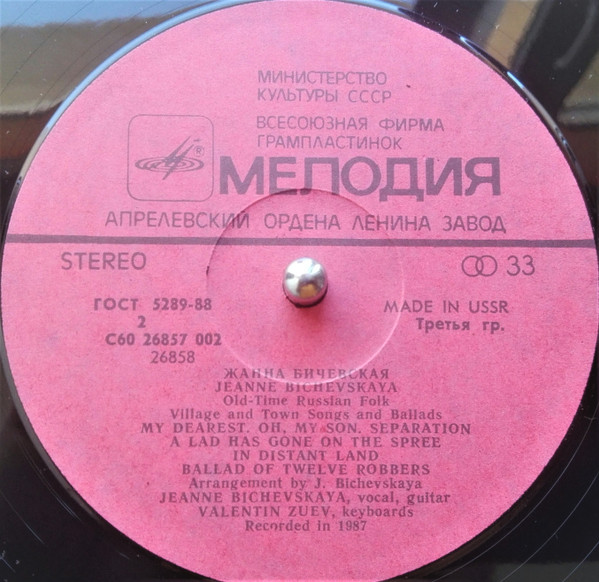 МИНИСТЕРСТВО
КУЛЬТУРЫ СССР
ВСЕСОЮЗНАЯ ФИРМА
ГРАМПЛАСТИНОК
®
МЕЛОДИЯ
АПРЕЛЕВСКИЙ ОРДЕНА ЛЕНИНА ЗАВОД
STEREO 33
ГОСТ 5289-88 MADE IN USSR
2 Третья гр.
С60 26857 002
26858
ЖАННА БИЧЕВСКАЯ
JEANNE BICHEVSKAYA
Old-Time Russian Folk
Village and Town Songs and Ballads
MY DEAREST. OH, MY SON. SEPARATION
A LAD HAS GONE ON THE SPREE
IN DISTANT LAND
BALLAD OF TWELVE ROBBERS
Arrangement by J. Bichevskaya
JEANNE BICHEVSKAYA, vocal, guitar
VALENTIN ZUEV, keyboards
Recorded in 1987